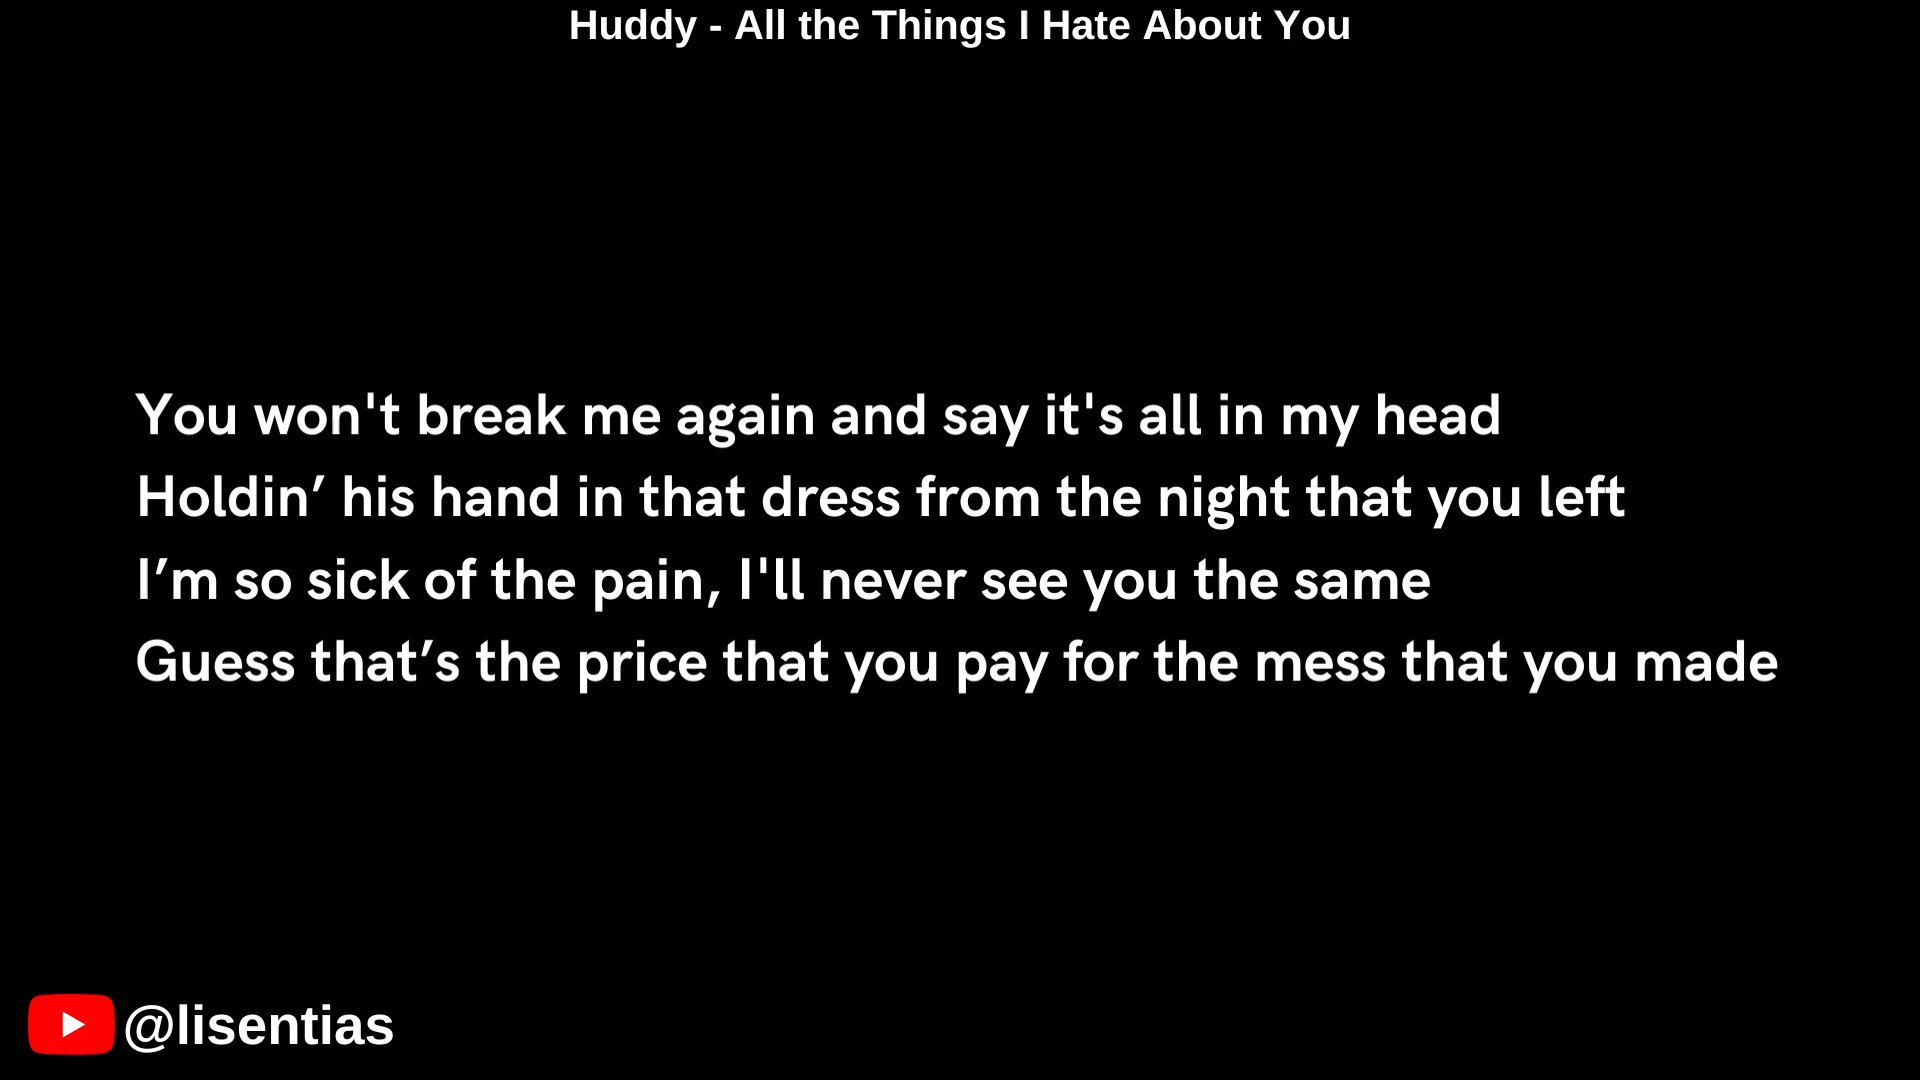 Huddy - All the Things I Hate About You
You won't break me again and say it's all in my head
Holdin’ his hand in that dress from the night that you left
I’m so sick of the pain, I'll never see you the same
Guess that’s the price that you pay for the mess that you made
@lisentias